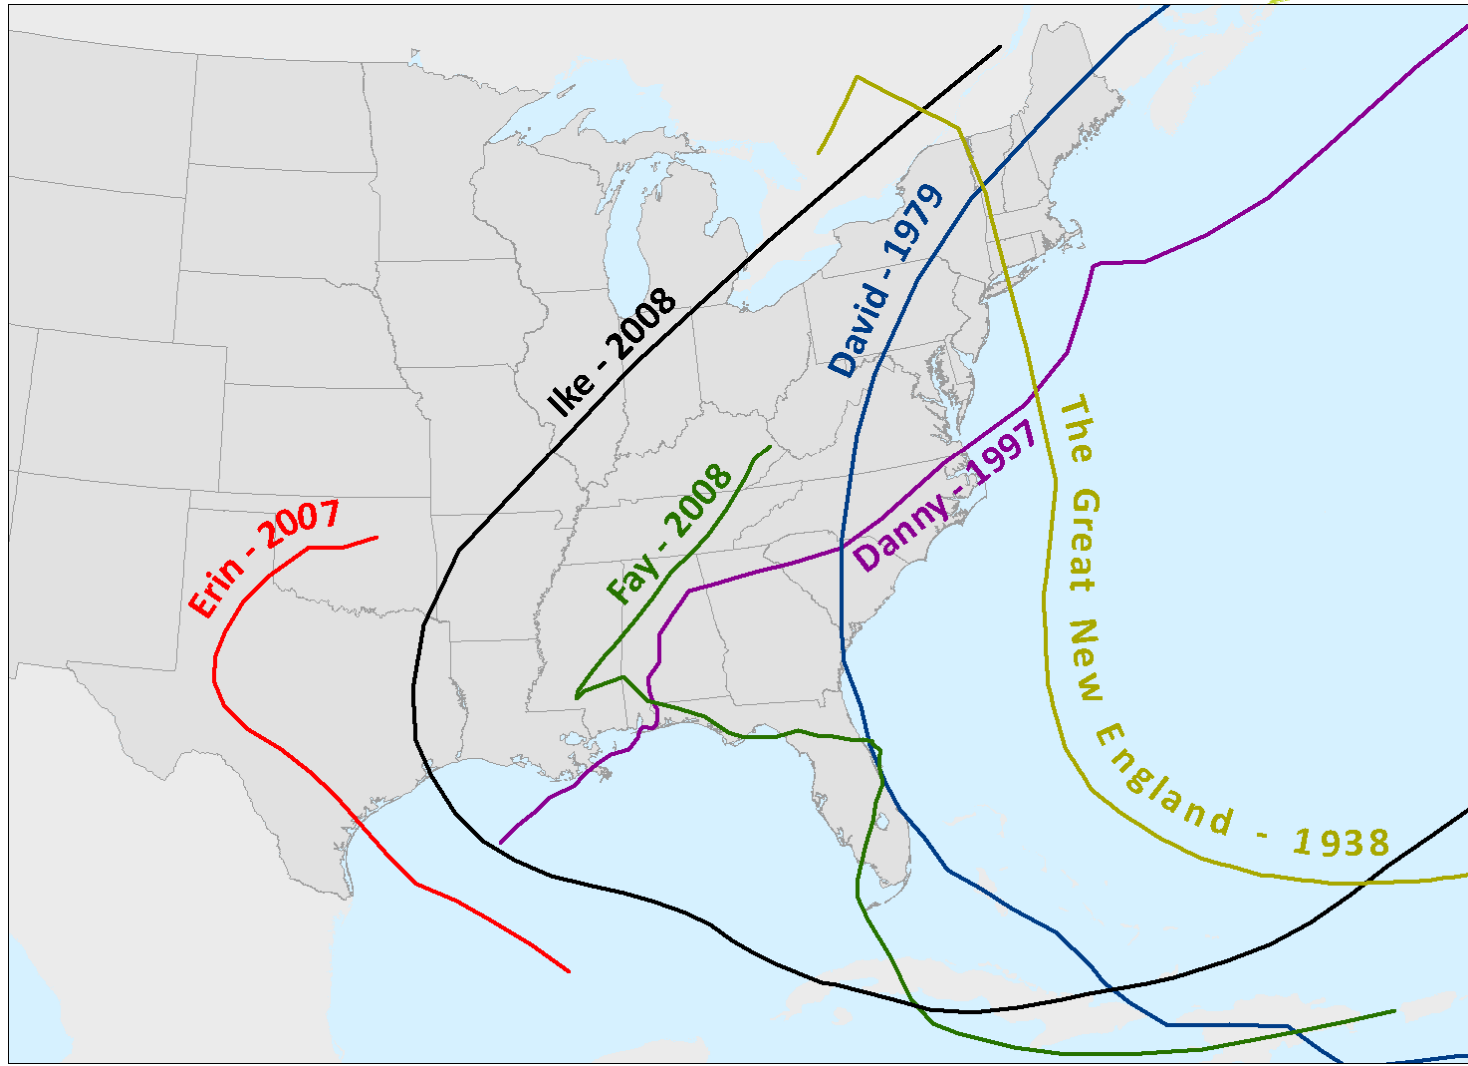 David - 1979
Ike - 2008
The Great New England - 1938
Danny - 1997
Fay - 2008
Erin - 2007